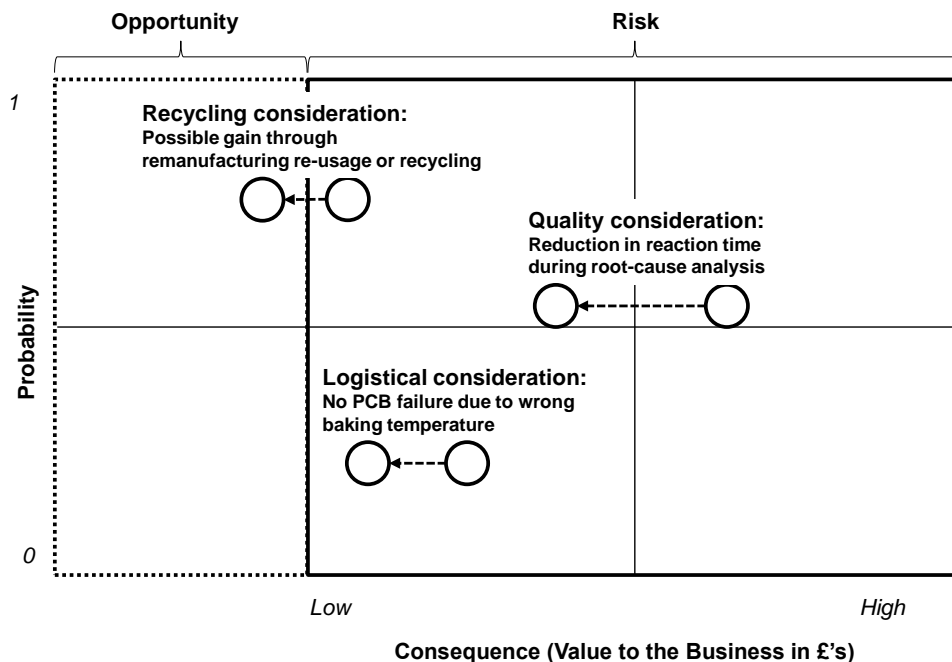 Opportunity
Risk
1
Recycling consideration:
Possible gain through
remanufacturing re-usage or recycling
Quality consideration:
Reduction in reaction time
during root-cause analysis
Probability
Logistical consideration:
No PCB failure due to wrong
baking temperature
0
Low
High
Consequence (Value to the Business in £'s)